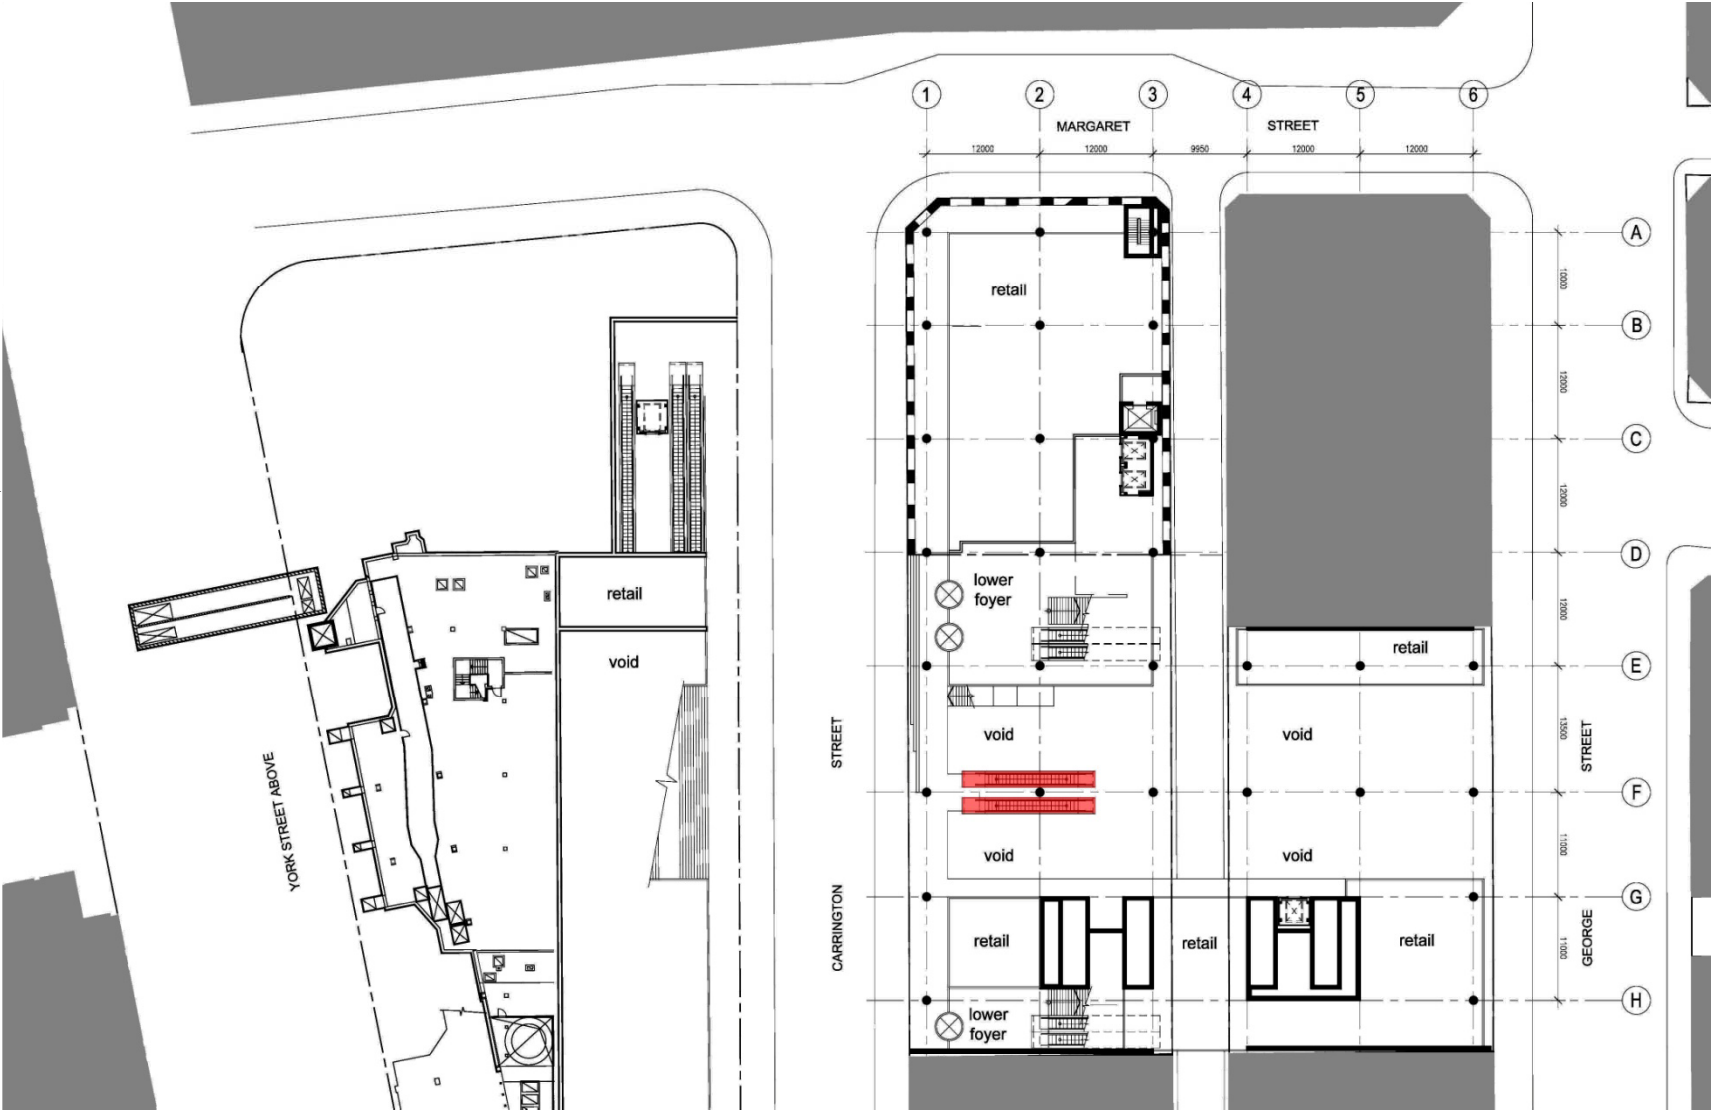 1 2 3 4 5 6
MARGARET STREET
12000 12000 9950 12000 12000
A
10000
retail
B
12000
C
12000
D
lower
foyer
12000
retail
retail
void
E
13500
void
void
STREET
STREET
YORK STREET ABOVE
F
11000
void
void
G
CARRINGTON
GEORGE
retail
retail
retail
11000
H
lower
foyer